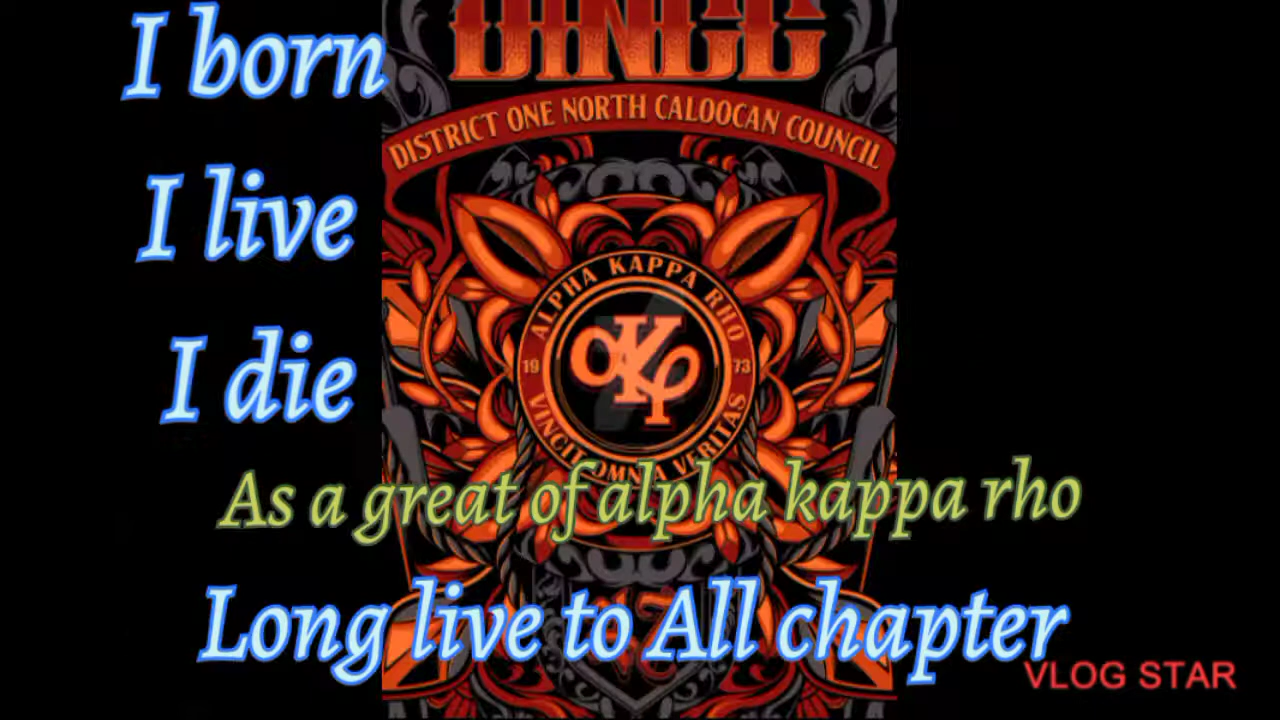 I born
DISTRICT ONE NORTH CALOOCAN COUNCIL
I live
ALPHA KAPPA RHO
αKρ
19 73
VINCIT OMNIA VERITAS
I die
As a great of alpha kappa rho
Long live to All chapter
VLOG STAR